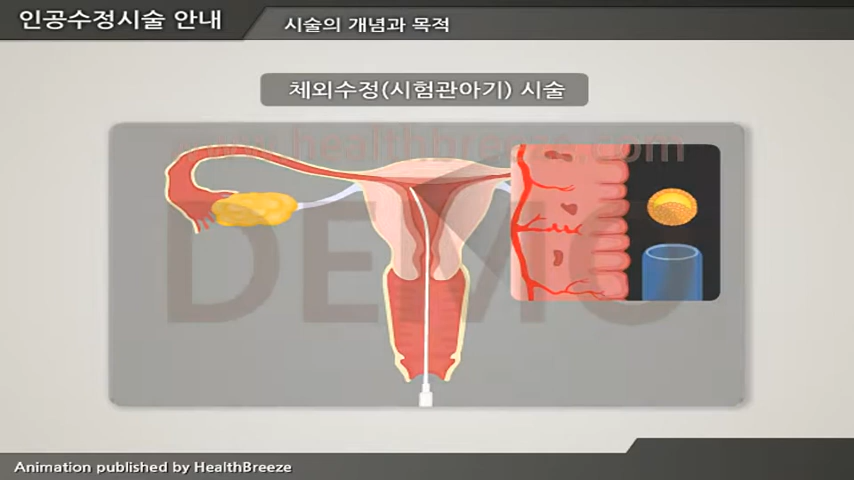 인공수정시술 안내
시술의 개념과 목적
체외수정(시험관아기) 시술
www.healthbreeze.com
DEMO
Animation published by HealthBreeze